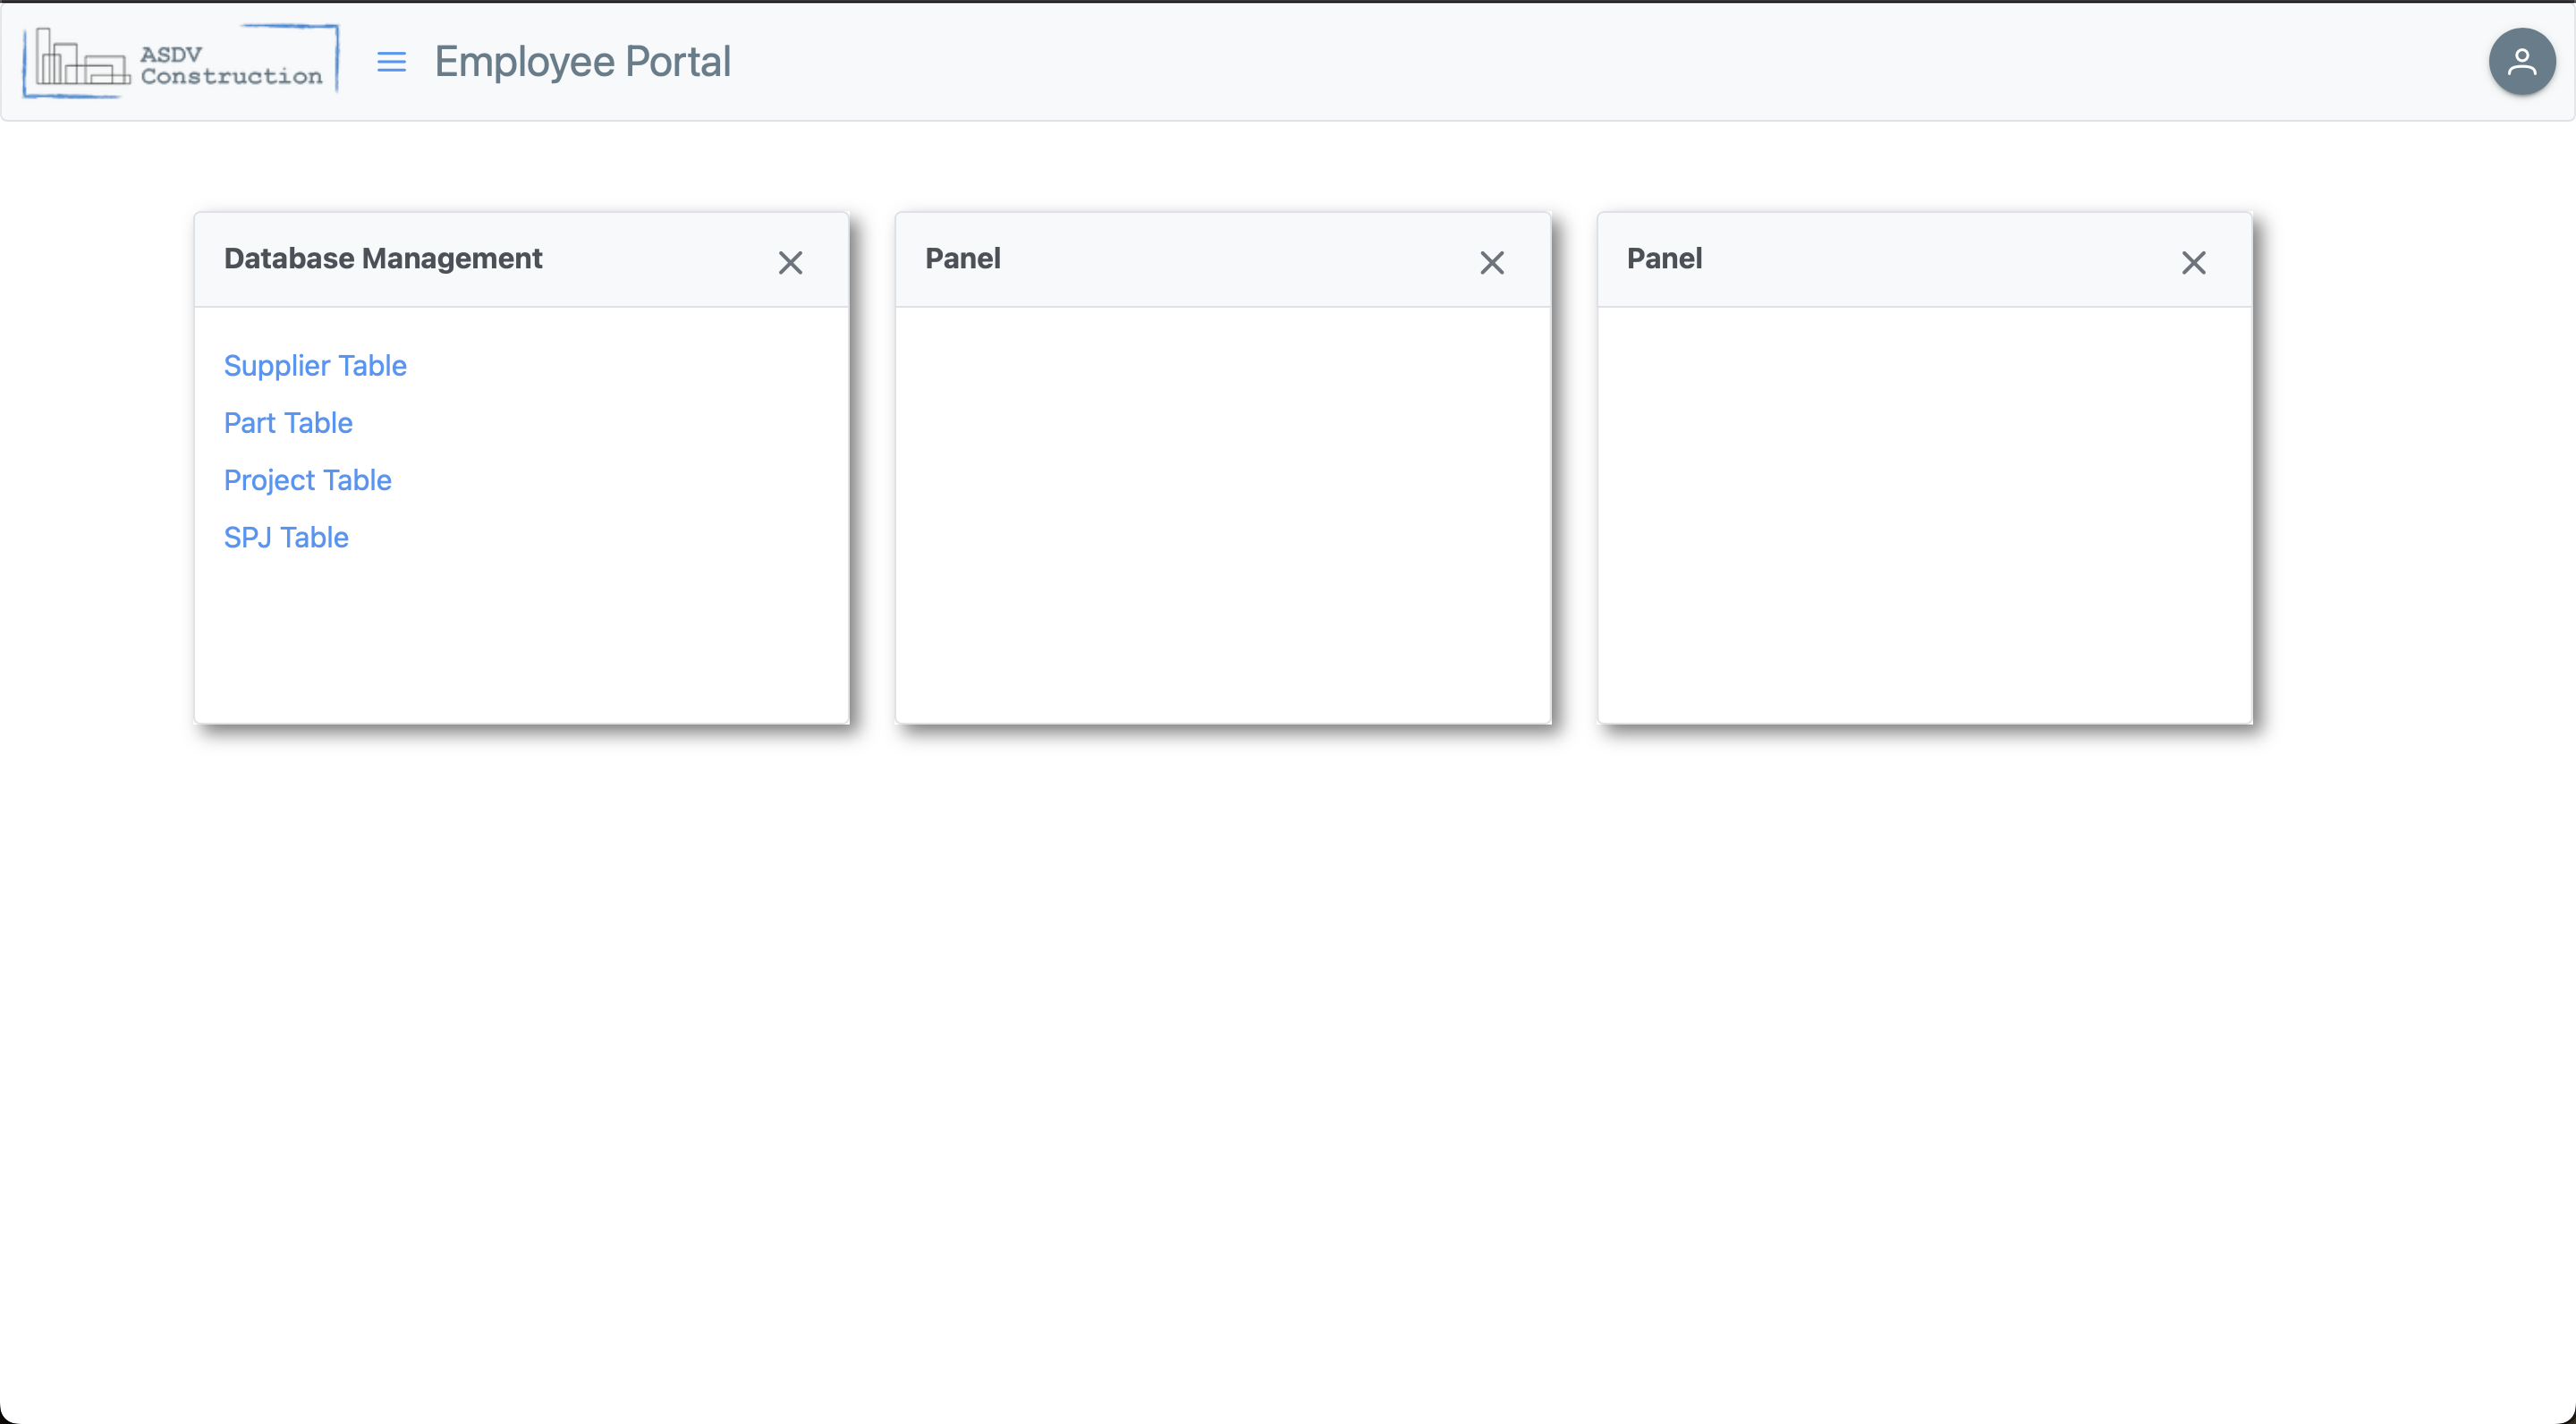 ASDV
Construction
Employee Portal
Database Management
Supplier Table
Part Table
Project Table
SPJ Table
Panel
Panel